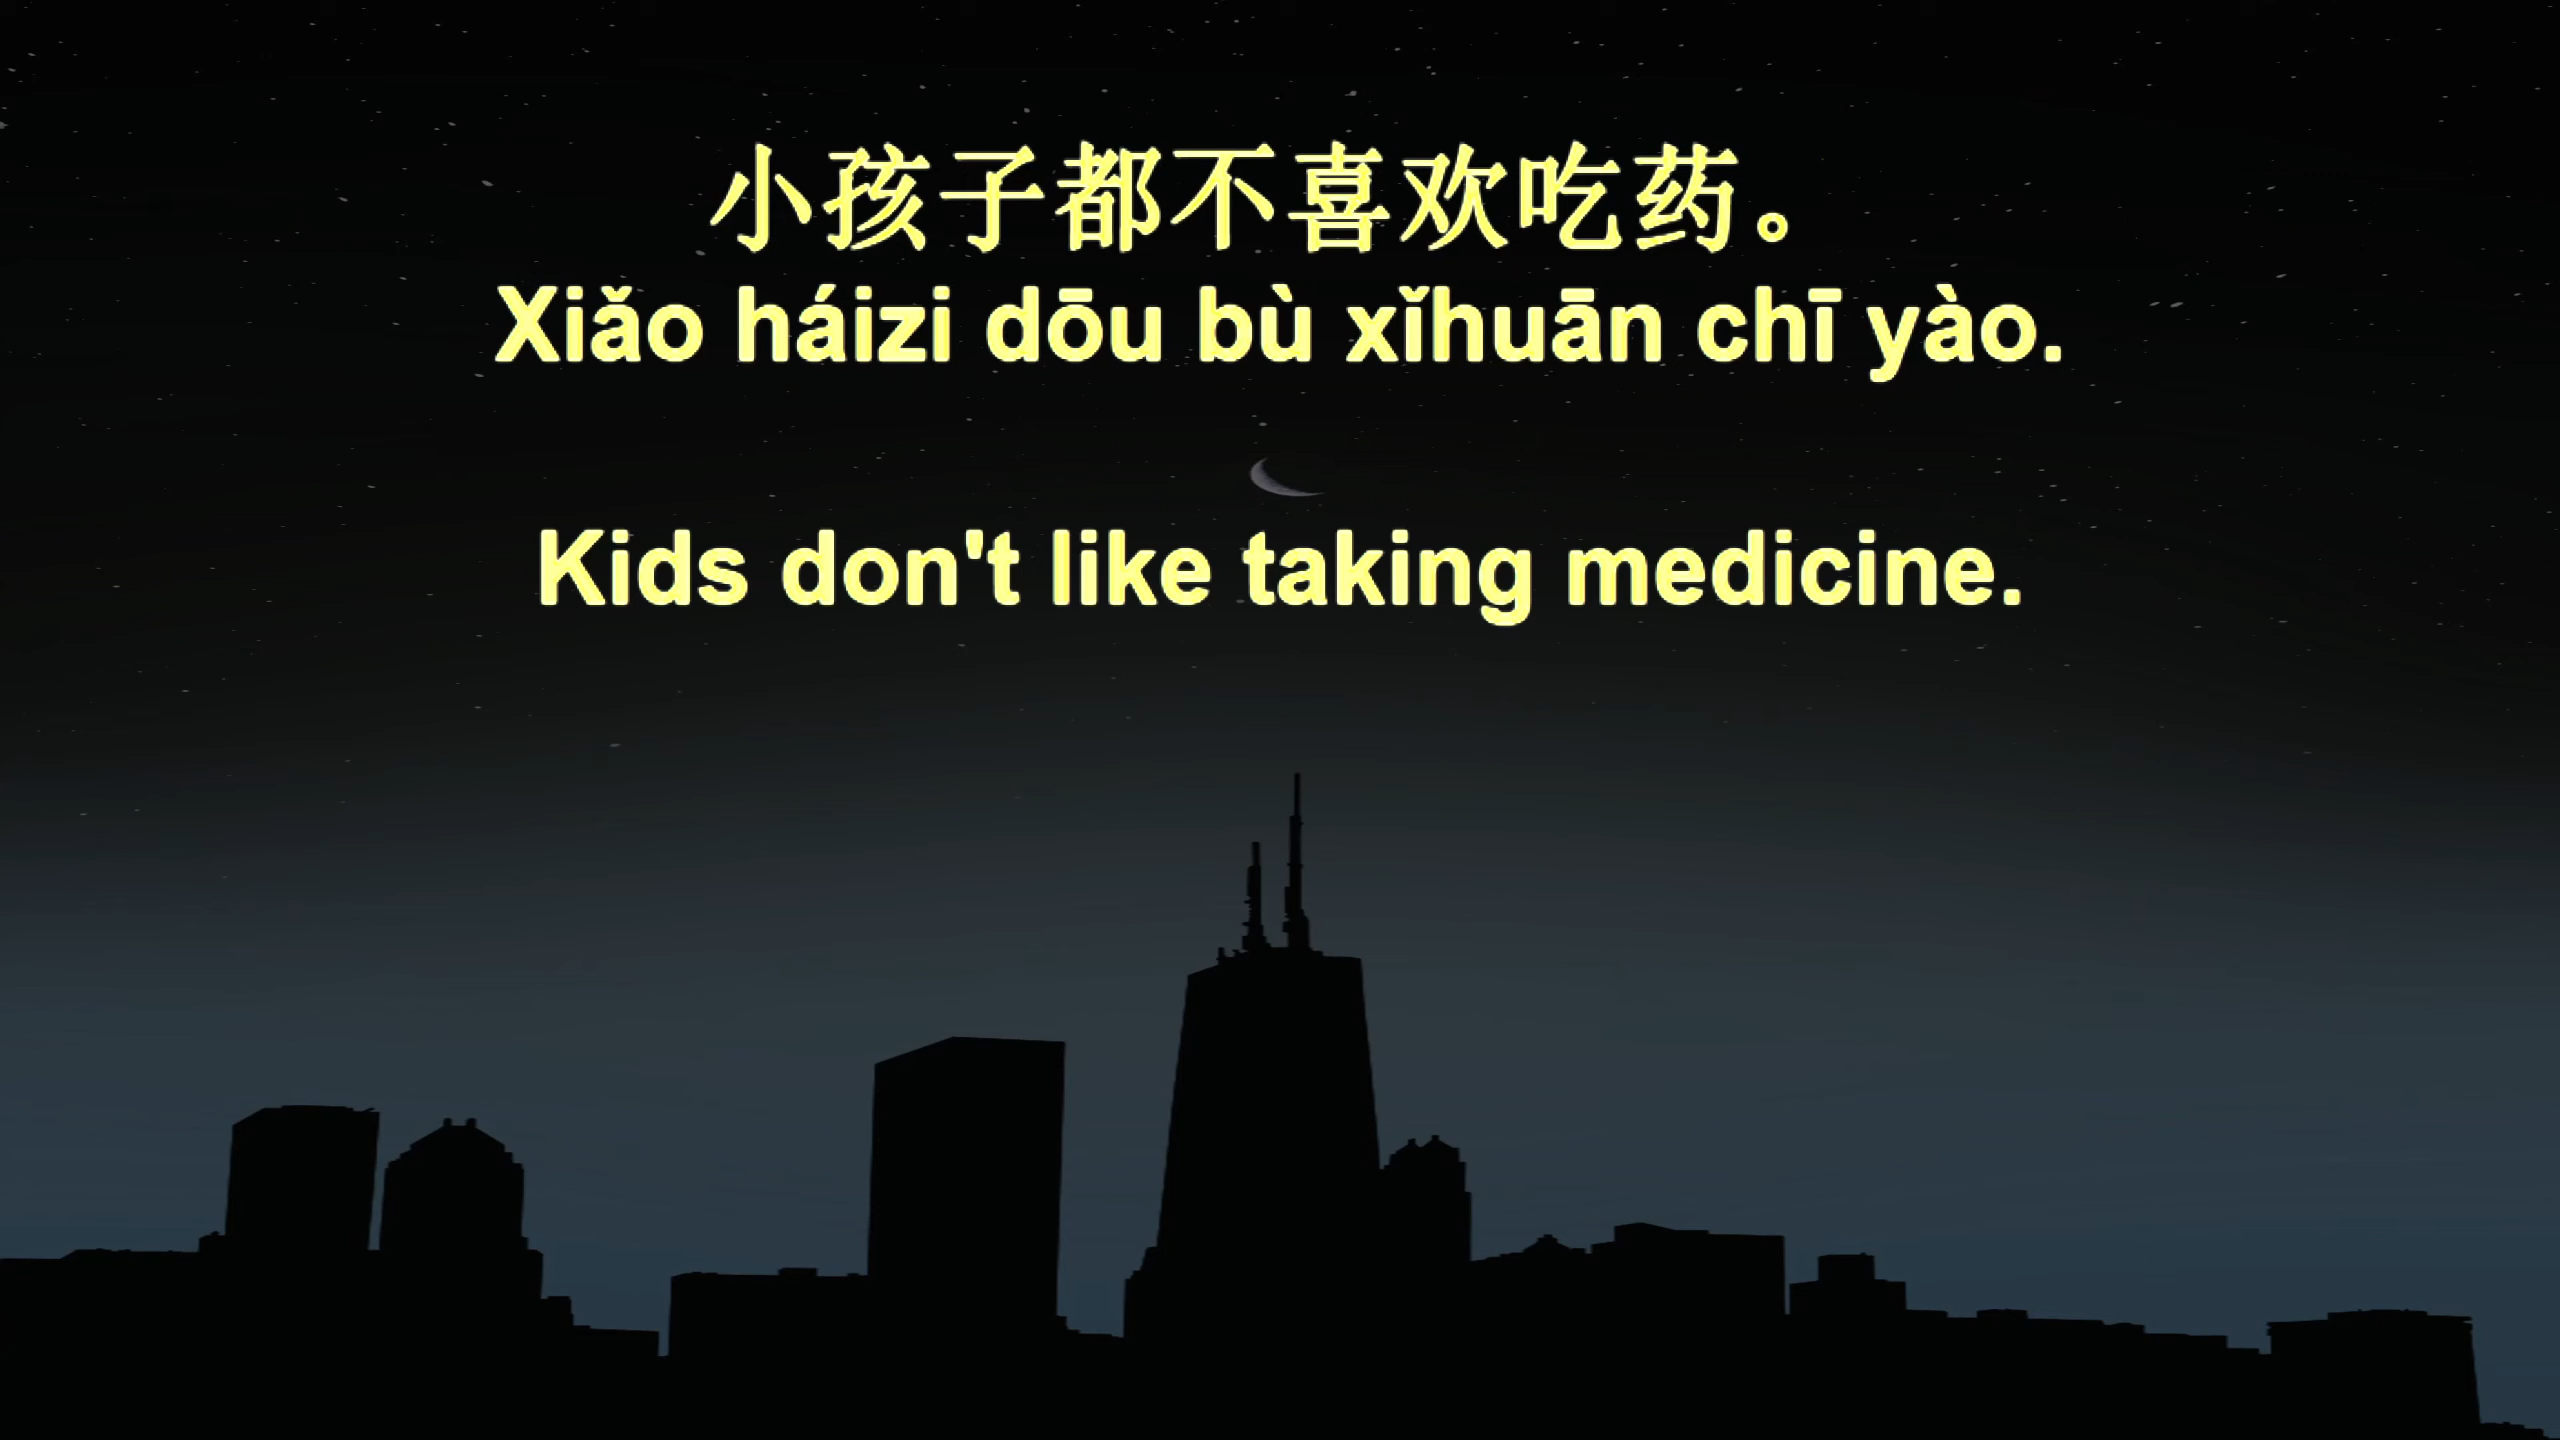 小孩子都不喜欢吃药。
Xiǎo háizi dōu bù xǐhuān chī yào.
Kids don't like taking medicine.